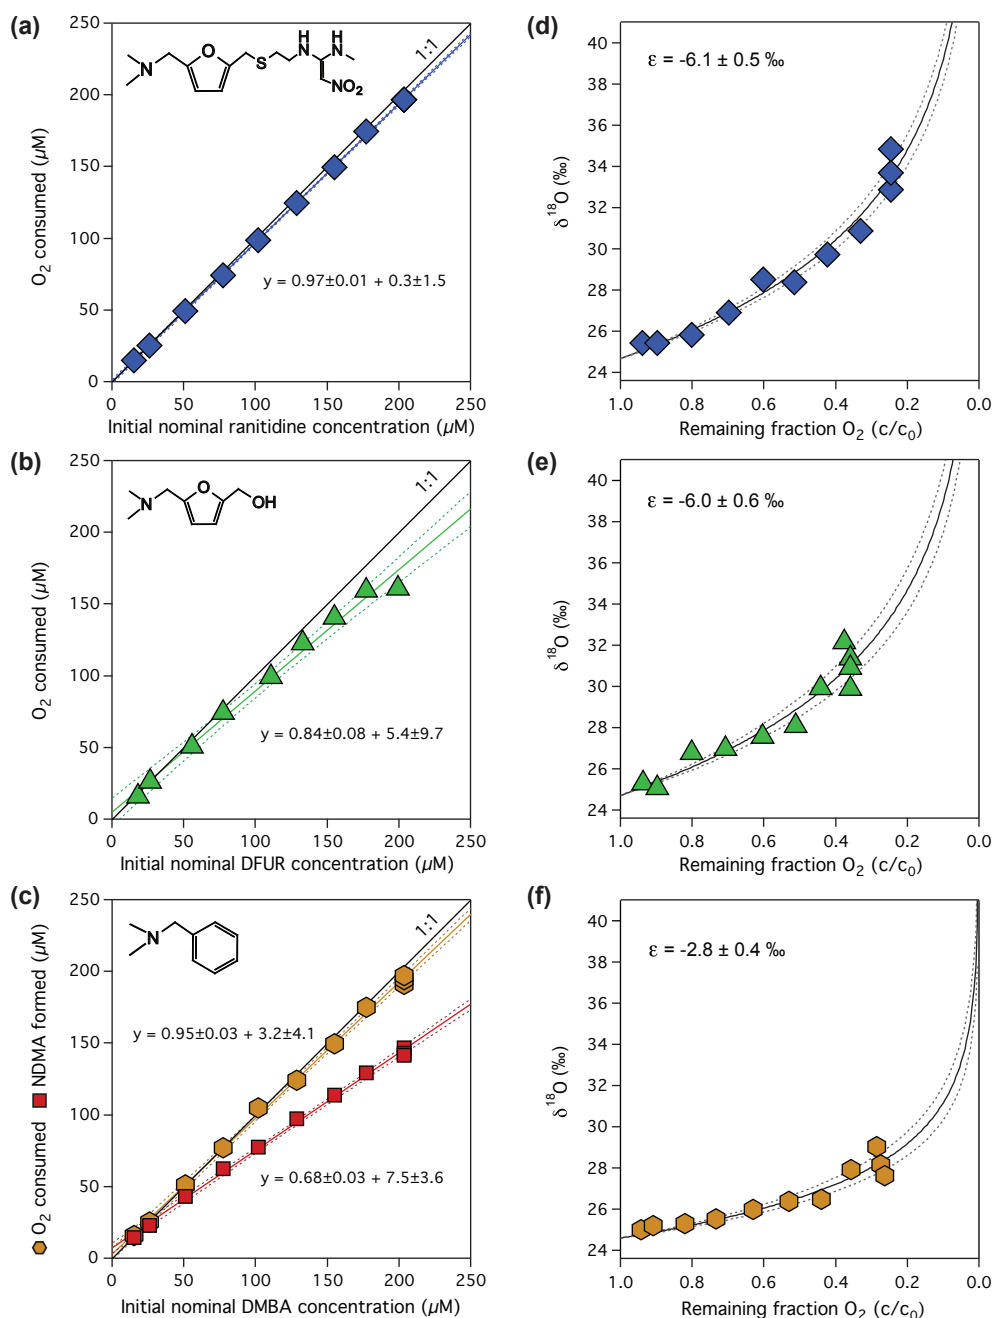 (a)
250
200
150
100
50
0
O₂ consumed (µM)
N
O
S
H
N
H
N
NO₂
1:1
y = 0.97±0.01 + 0.3±1.5
0 50 100 150 200 250
Initial nominal ranitidine concentration (µM)
(d)
40
38
36
34
32
30
28
26
24
δ¹⁸O (‰)
ε = -6.1 ± 0.5 ‰
1.0 0.8 0.6 0.4 0.2 0.0
Remaining fraction O₂ (c/c₀)
(b)
250
200
150
100
50
0
O₂ consumed (µM)
N
O
OH
1:1
y = 0.84±0.08 + 5.4±9.7
0 50 100 150 200 250
Initial nominal DFUR concentration (µM)
(e)
40
38
36
34
32
30
28
26
24
δ¹⁸O (‰)
ε = -6.0 ± 0.6 ‰
1.0 0.8 0.6 0.4 0.2 0.0
Remaining fraction O₂ (c/c₀)
(c)
250
200
150
100
50
0
O₂ consumed NDMA formed (µM)
N
1:1
y = 0.95±0.03 + 3.2±4.1
y = 0.68±0.03 + 7.5±3.6
0 50 100 150 200 250
Initial nominal DMBA concentration (µM)
(f)
40
38
36
34
32
30
28
26
24
δ¹⁸O (‰)
ε = -2.8 ± 0.4 ‰
1.0 0.8 0.6 0.4 0.2 0.0
Remaining fraction O₂ (c/c₀)